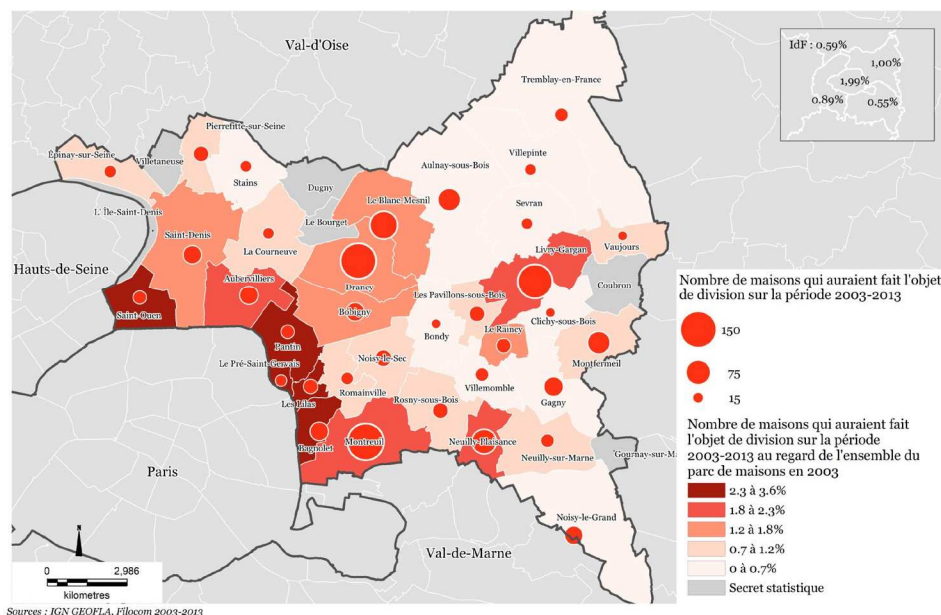 Val-d'Oise
IdF : 0.59%
1,00%
1,99%
0.89%
0.55%
Tremblay-en-France
Pierrefitte-sur-Seine
Épinay-sur-Seine
Villetaneuse
Stains
Aulnay-sous-Bois
Villepinte
Dugny
Le Blanc Mesnil
Sevran
L' Île-Saint-Denis
Le Bourget
Saint-Denis
La Courneuve
Livry-Gargan
Vaujours
Hauts-de-Seine
Aubervilliers
Drancy
Coubron
Les Pavillons-sous-Bois
Saint-Ouen
Bobigny
Clichy-sous-Bois
Le Raincy
Bondy
Pantin
Noisy-le-Sec
Montfermeil
Le Pré-Saint-Gervais
Romainville
Villemomble
Les Lilas
Rosny-sous-Bois
Gagny
Bagnolet
Montreuil
Neuilly-Plaisance
Neuilly-sur-Marne
Gournay-sur-Ma
Paris
Noisy-le-Grand
Val-de-Marne
Nombre de maisons qui auraient fait l'objet
de division sur la période 2003-2013
150
75
15
Nombre de maisons qui auraient fait
l'objet de division sur la période
2003-2013 au regard de l'ensemble du
parc de maisons en 2003
2.3 à 3.6%
1.8 à 2.3%
1.2 à 1.8%
0.7 à 1.2%
0 à 0.7%
Secret statistique
N
0 2,986
kilometres
Sources : IGN GEOFLA, Filocom 2003-2013